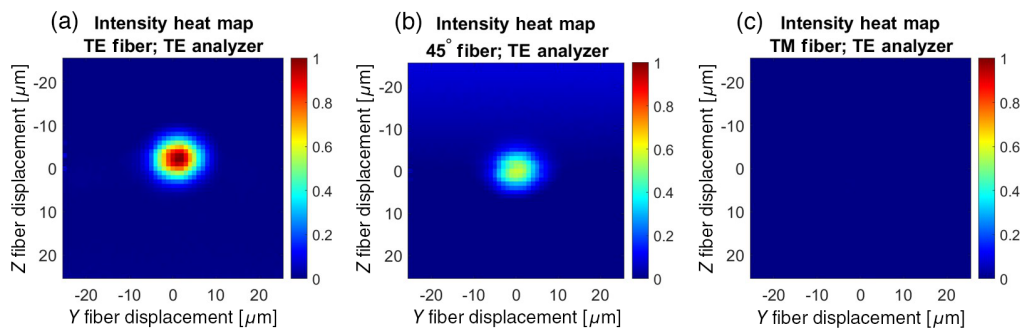 (a) Intensity heat map
TE fiber; TE analyzer
Z fiber displacement [μm]
-20
-10
0
10
20
-20 -10 0 10 20
Y fiber displacement [μm]
1
0.8
0.6
0.4
0.2
0
(b) Intensity heat map
45° fiber; TE analyzer
Z fiber displacement [μm]
-20
-10
0
10
20
-20 -10 0 10 20
Y fiber displacement [μm]
1
0.8
0.6
0.4
0.2
0
(c) Intensity heat map
TM fiber; TE analyzer
Z fiber displacement [μm]
-20
-10
0
10
20
-20 -10 0 10 20
Y fiber displacement [μm]
1
0.8
0.6
0.4
0.2
0